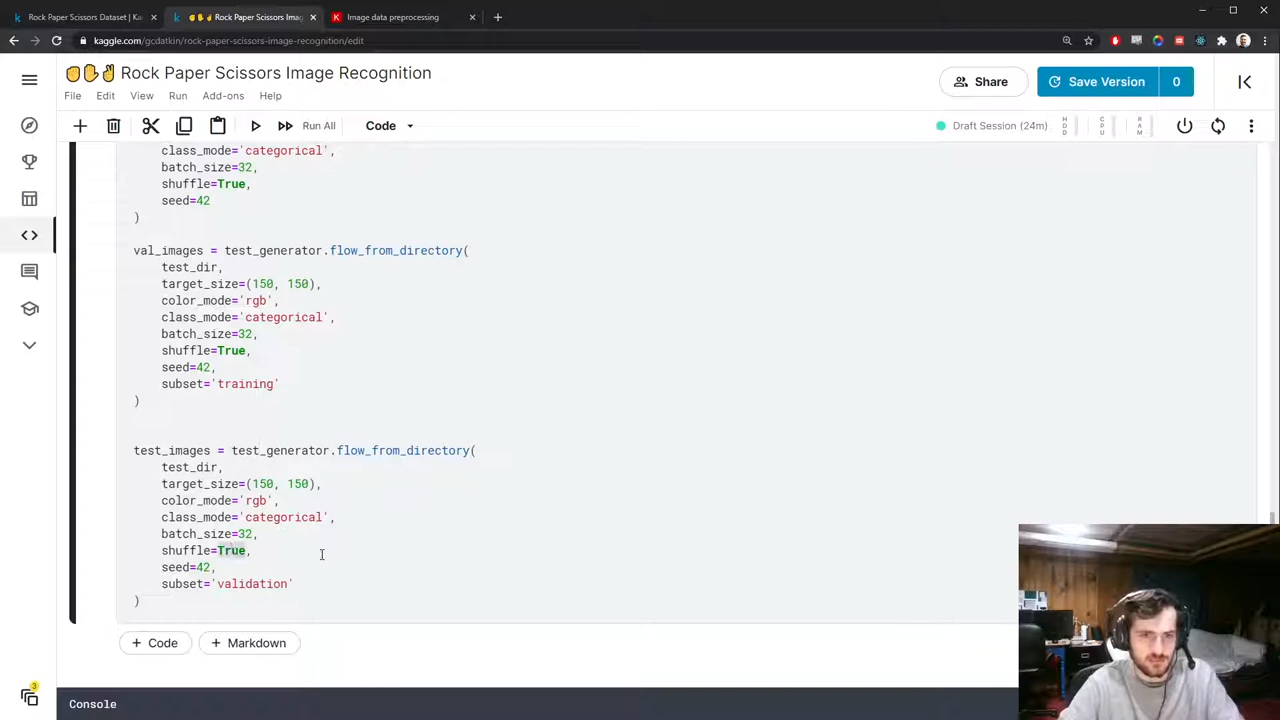 Rock Paper Scissors Dataset | Ka
✊✋✌ Rock Paper Scissors Imag
Image data preprocessing
kaggle.com/gcdatkin/rock-paper-scissors-image-recognition/edit
✊✋✌ Rock Paper Scissors Image Recognition
Share
Save Version
0
File
Edit
View
Run
Add-ons
Help
Run All
Code
Draft Session (24m)
HDD
CPU
RAM
class_mode='categorical',
batch_size=32,
shuffle=True,
seed=42
)
val_images = test_generator.flow_from_directory(
test_dir,
target_size=(150, 150),
color_mode='rgb',
class_mode='categorical',
batch_size=32,
shuffle=True,
seed=42,
subset='training'
)
test_images = test_generator.flow_from_directory(
test_dir,
target_size=(150, 150),
color_mode='rgb',
class_mode='categorical',
batch_size=32,
shuffle=True,
seed=42,
subset='validation'
)
+ Code
+ Markdown
3
Console